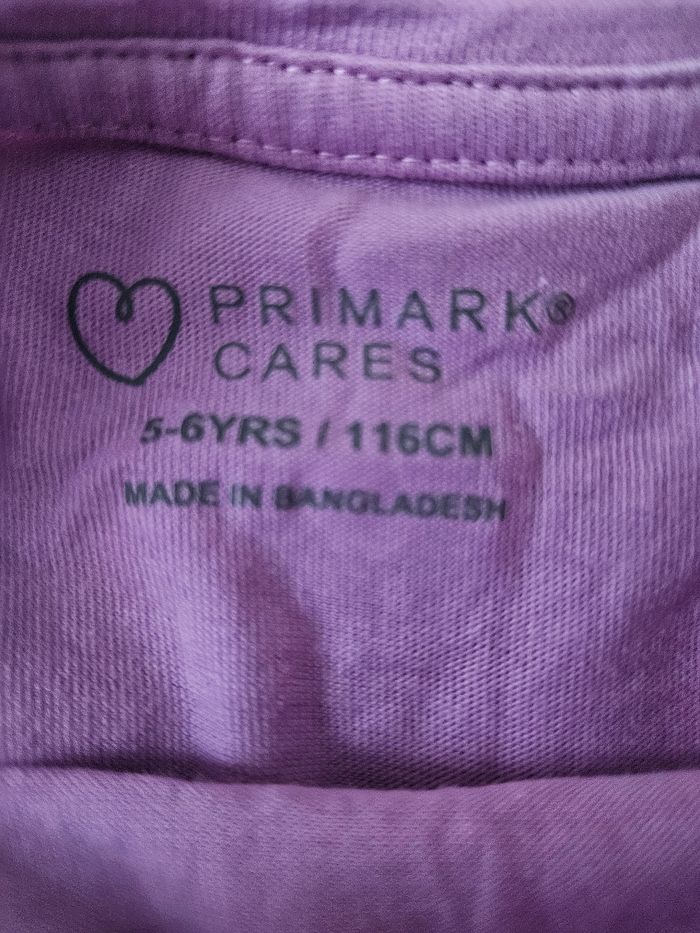 PRIMARK®
CARES
5-6YRS / 116CM
MADE IN BANGLADESH